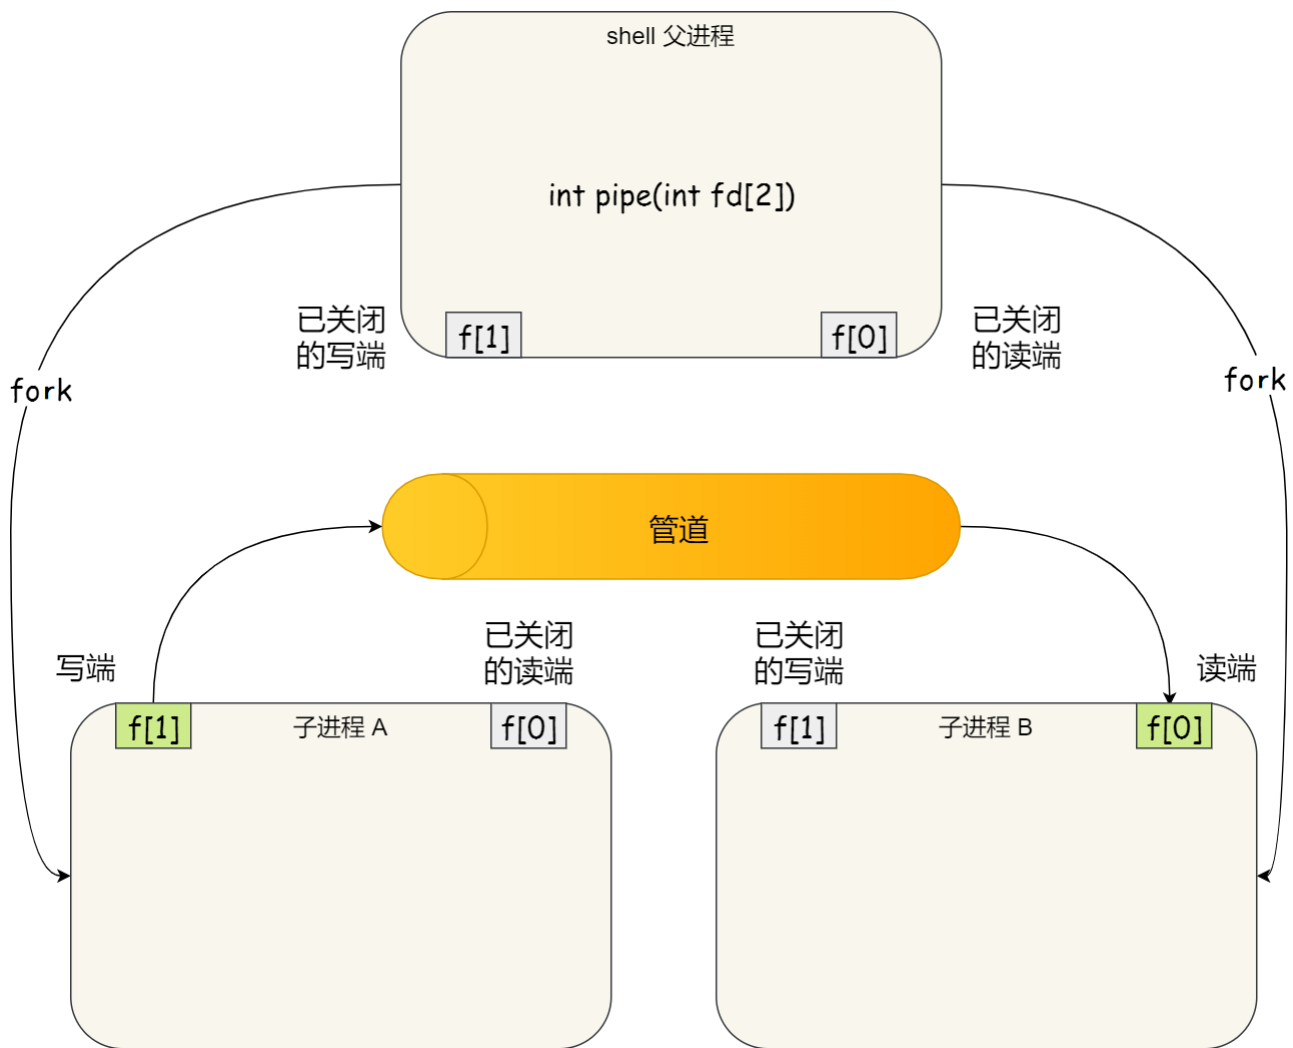 shell 父进程
int pipe(int fd[2])
已关闭
的写端
f[1]
f[0]
已关闭
的读端
fork
fork
管道
写端
已关闭
的读端
已关闭
的写端
读端
f[1]
子进程 A
f[0]
f[1]
子进程 B
f[0]